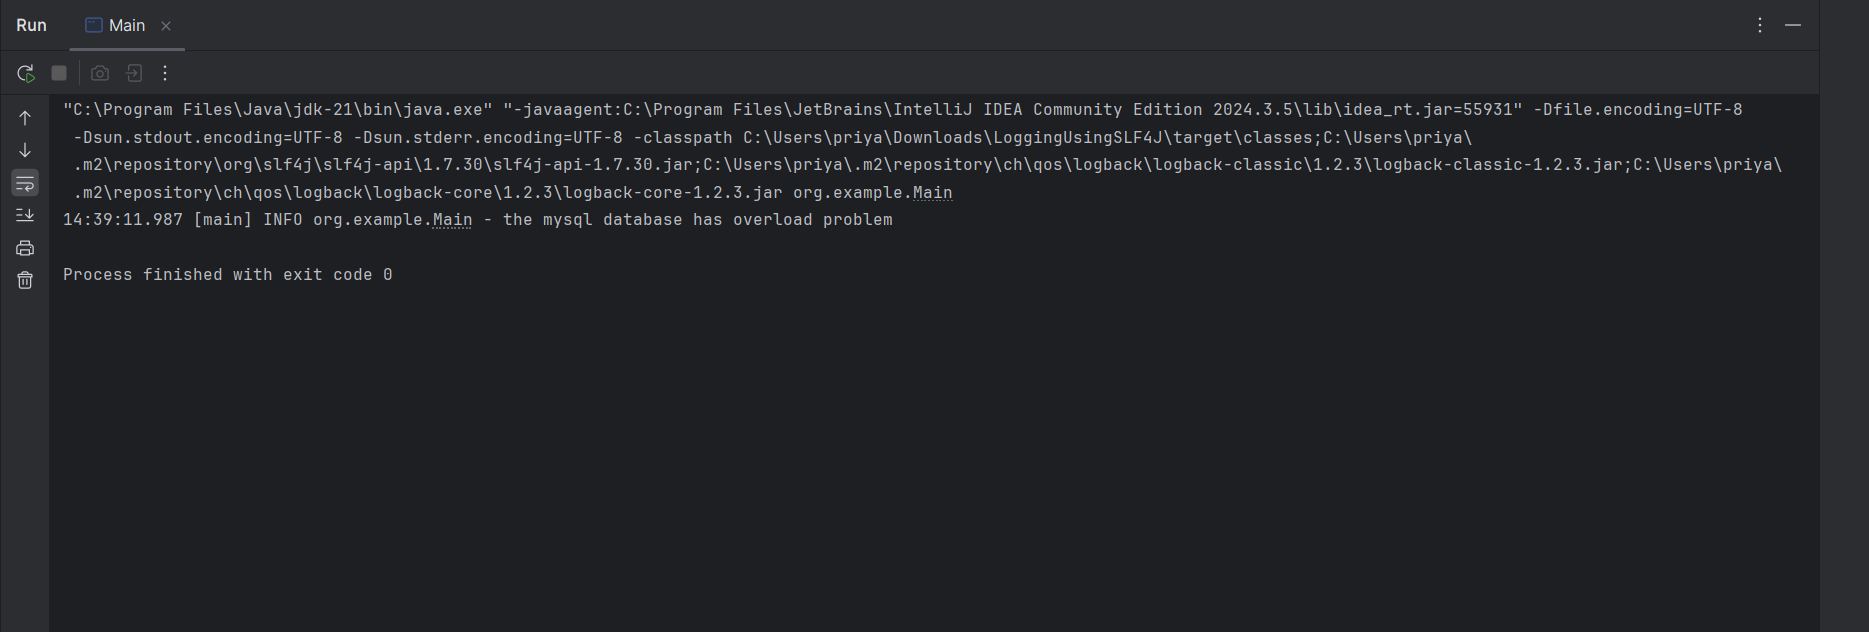 Run
Main
"C:\Program Files\Java\jdk-21\bin\java.exe" "-javaagent:C:\Program Files\JetBrains\IntelliJ IDEA Community Edition 2024.3.5\lib\idea_rt.jar=55931" -Dfile.encoding=UTF-8
-Dsun.stdout.encoding=UTF-8 -Dsun.stderr.encoding=UTF-8 -classpath C:\Users\priya\Downloads\LoggingUsingSLF4J\target\classes;C:\Users\priya\
.m2\repository\org\slf4j\slf4j-api\1.7.30\slf4j-api-1.7.30.jar;C:\Users\priya\.m2\repository\ch\qos\logback\logback-classic\1.2.3\logback-classic-1.2.3.jar;C:\Users\priya\
.m2\repository\ch\qos\logback\logback-core\1.2.3\logback-core-1.2.3.jar org.example.Main
14:39:11.987 [main] INFO org.example.Main - the mysql database has overload problem
Process finished with exit code 0